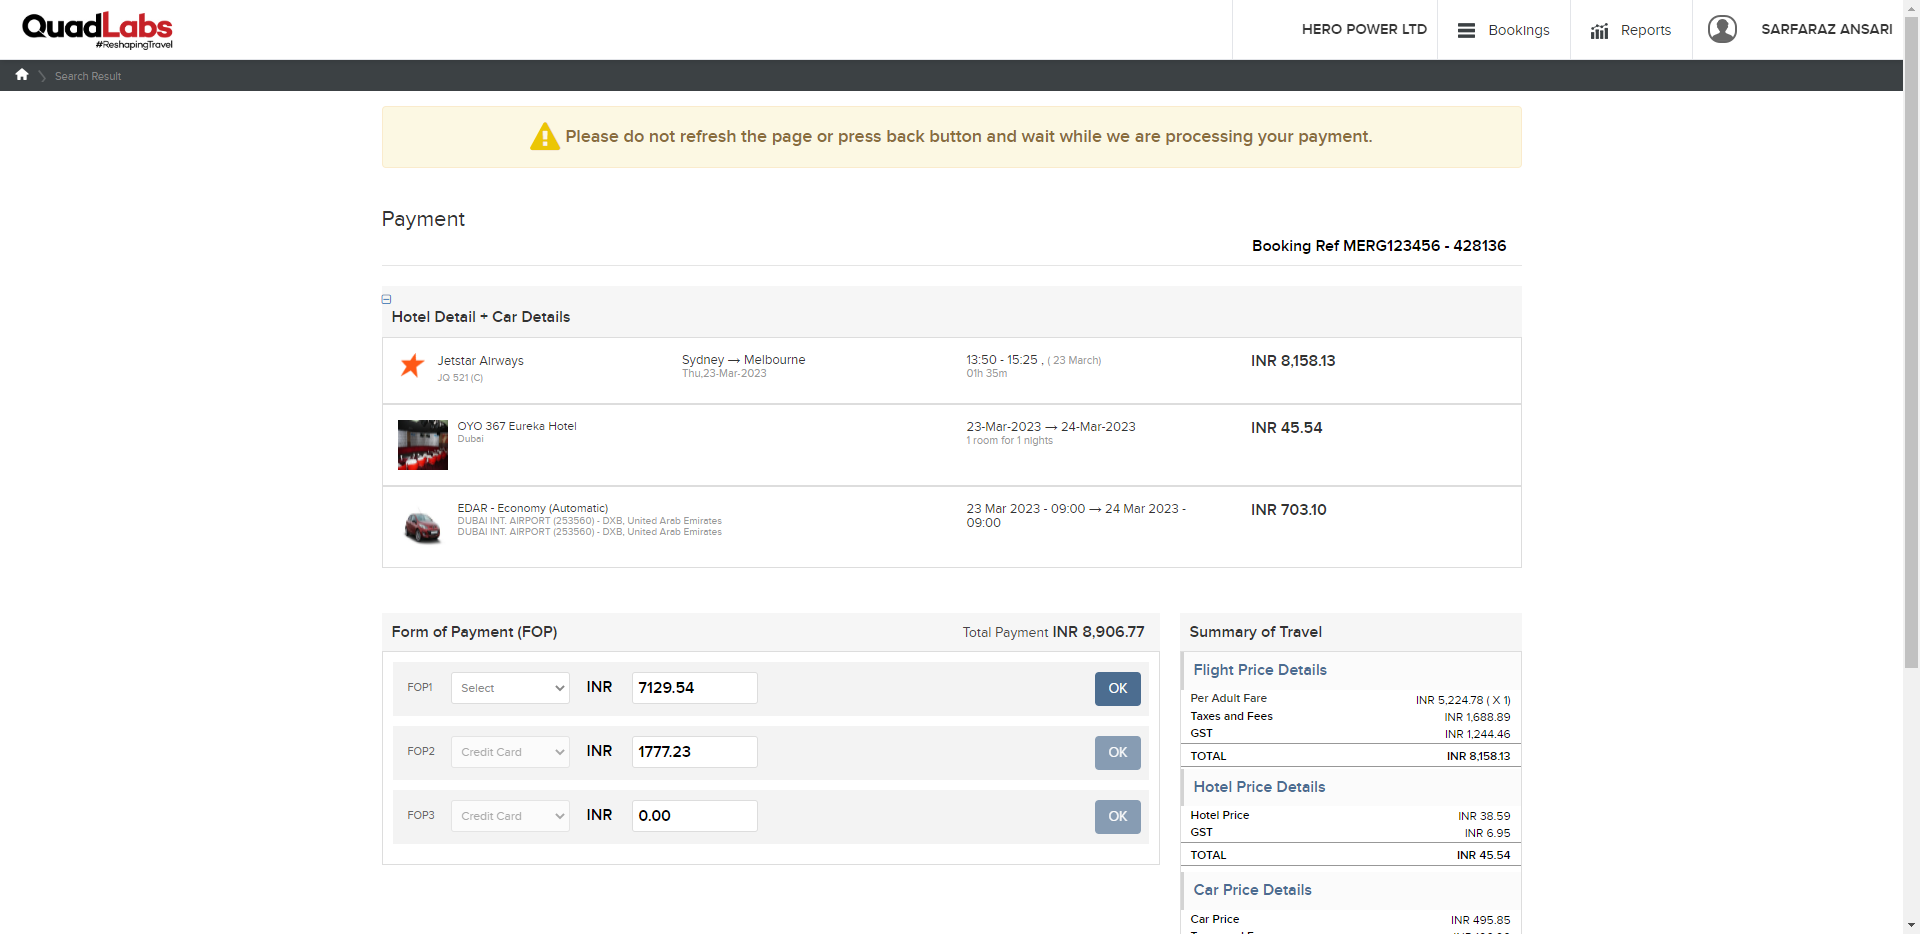 QuadLabs
#ReshapingTravel
HERO POWER LTD
Bookings
Reports
SARFARAZ ANSARI
Search Result
Please do not refresh the page or press back button and wait while we are processing your payment.
Payment
Booking Ref MERG123456 - 428136
Hotel Detail + Car Details
Jetstar Airways
JQ 521 (C)
Sydney → Melbourne
Thu,23-Mar-2023
13:50 - 15:25 , ( 23 March)
01h 35m
INR 8,158.13
OYO 367 Eureka Hotel
Dubai
23-Mar-2023 → 24-Mar-2023
1 room for 1 nights
INR 45.54
EDAR - Economy (Automatic)
DUBAI INT. AIRPORT (253560) - DXB, United Arab Emirates
DUBAI INT. AIRPORT (253560) - DXB, United Arab Emirates
23 Mar 2023 - 09:00 → 24 Mar 2023 -
09:00
INR 703.10
Form of Payment (FOP)
Total Payment INR 8,906.77
FOP1 Select INR 7129.54 OK
FOP2 Credit Card INR 1777.23 OK
FOP3 Credit Card INR 0.00 OK
Summary of Travel
Flight Price Details
Per Adult Fare INR 5,224.78 ( X 1)
Taxes and Fees INR 1,688.89
GST INR 1,244.46
TOTAL INR 8,158.13
Hotel Price Details
Hotel Price INR 38.59
GST INR 6.95
TOTAL INR 45.54
Car Price Details
Car Price INR 495.85